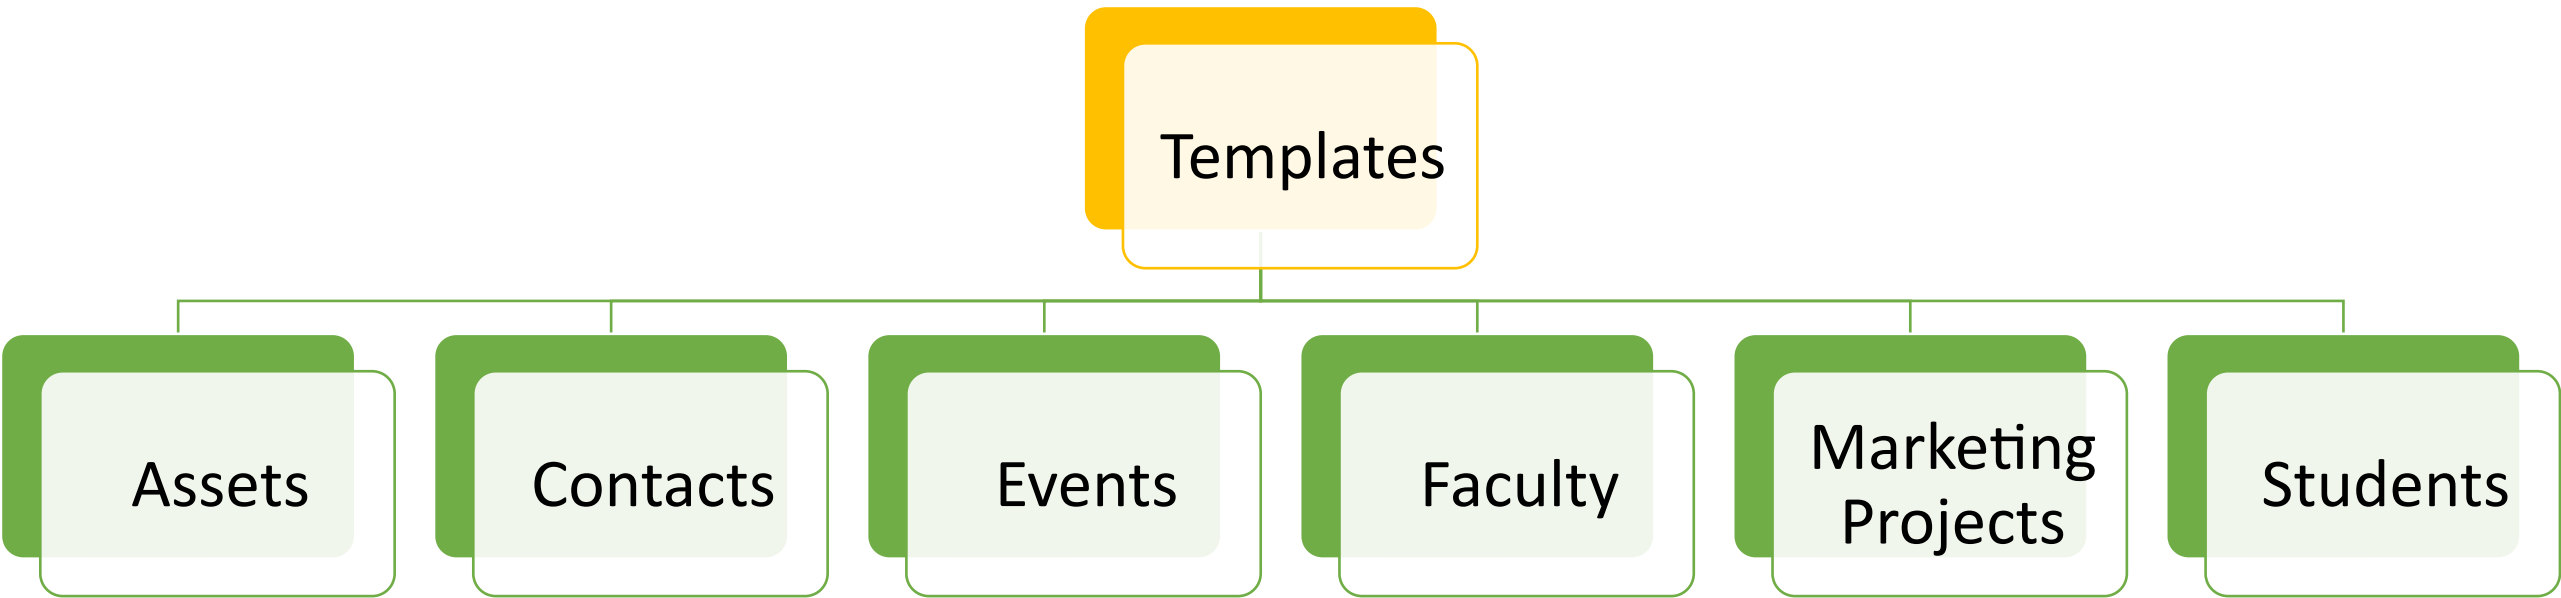 Templates
Assets
Contacts
Events
Faculty
Marketing
Projects
Students